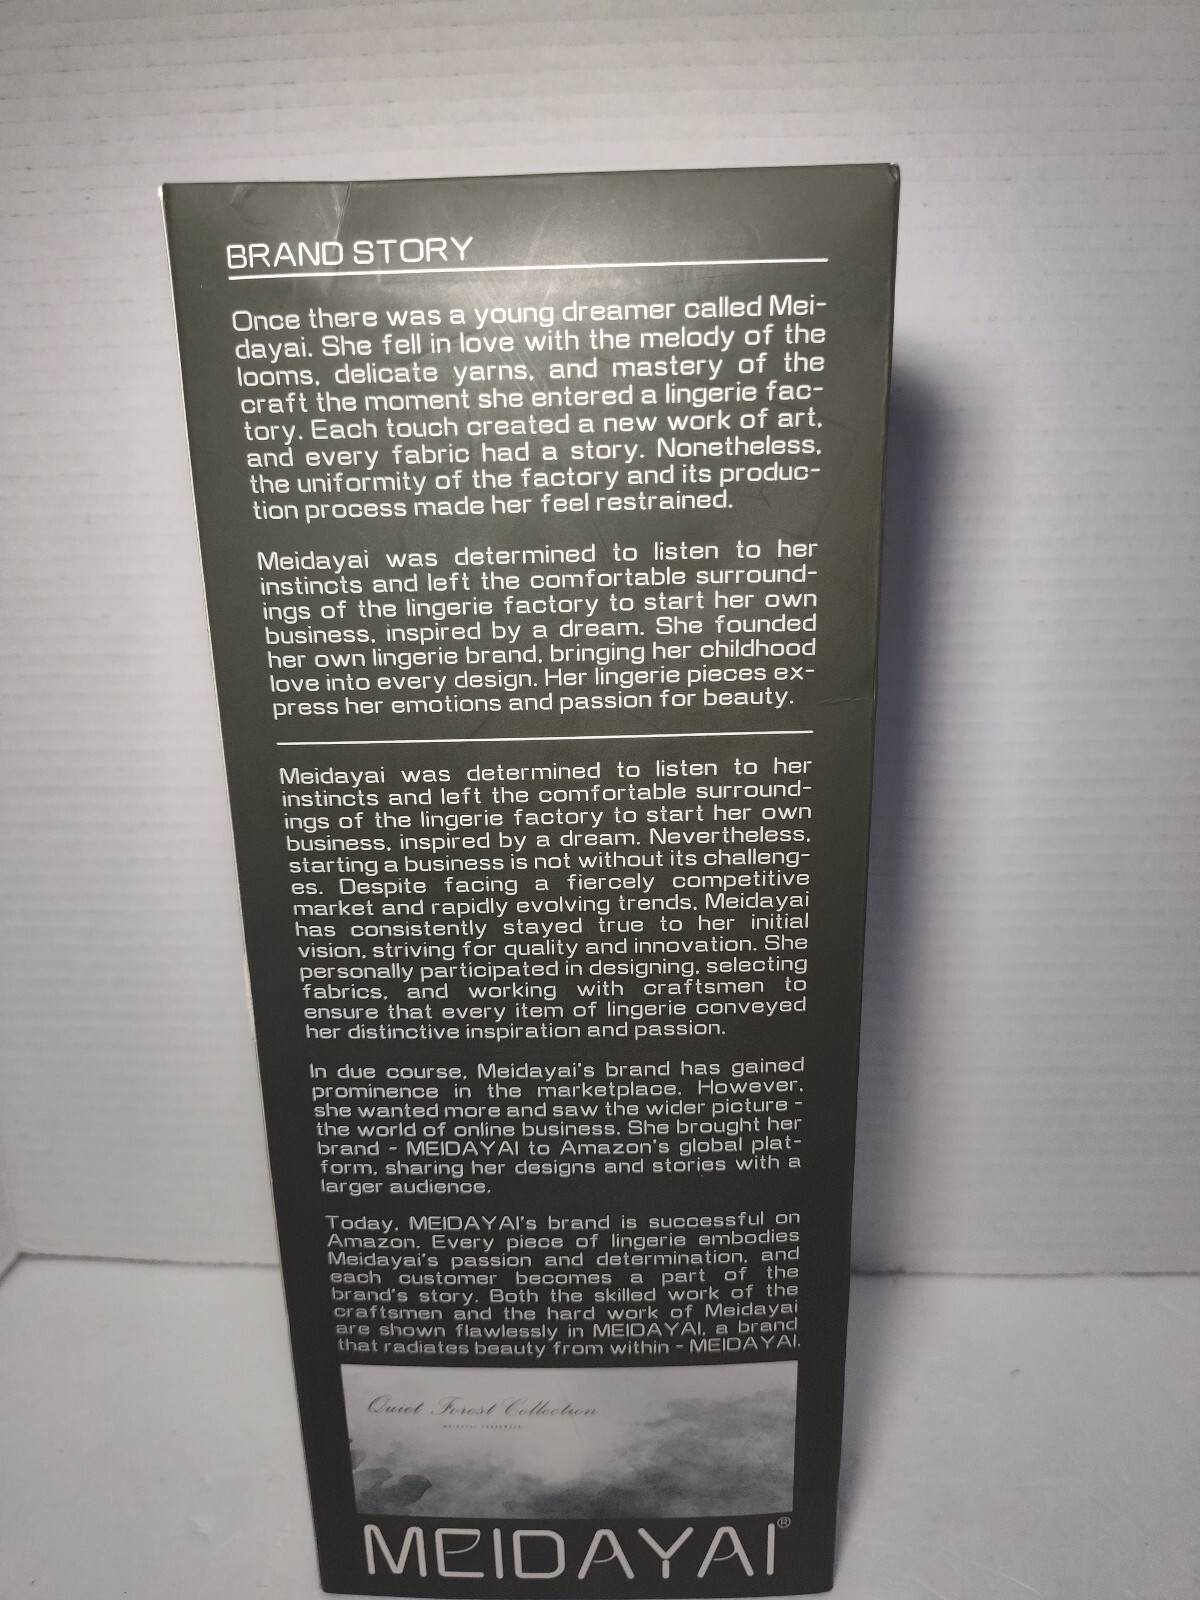 BRAND STORY
Once there was a young dreamer called Mei-
dayai. She fell in love with the melody of the
looms, delicate yarns, and mastery of the
craft the moment she entered a lingerie fac-
tory. Each touch created a new work of art,
and every fabric had a story. Nonetheless,
the uniformity of the factory and its produc-
tion process made her feel restrained.
Meidayai was determined to listen to her
instincts and left the comfortable surround-
ings of the lingerie factory to start her own
business, inspired by a dream. She founded
her own lingerie brand, bringing her childhood
love into every design. Her lingerie pieces ex-
press her emotions and passion for beauty.
Meidayai was determined to listen to her
instincts and left the comfortable surround-
ings of the lingerie factory to start her own
business, inspired by a dream. Nevertheless,
starting a business is not without its challeng-
es. Despite facing a fiercely competitive
market and rapidly evolving trends, Meidayai
has consistently stayed true to her initial
vision, striving for quality and innovation. She
personally participated in designing, selecting
fabrics, and working with craftsmen to
ensure that every item of lingerie conveyed
her distinctive inspiration and passion.
In due course, Meidayai's brand has gained
prominence in the marketplace. However,
she wanted more and saw the wider picture -
the world of online business. She brought her
brand - MEIDAYAI to Amazon's global plat-
form, sharing her designs and stories with a
larger audience.
Today, MEIDAYAI's brand is successful on
Amazon. Every piece of lingerie embodies
Meidayai's passion and determination, and
each customer becomes a part of the
brand's story. Both the skilled work of the
craftsmen and the hard work of Meidayai
are shown flawlessly in MEIDAYAI, a brand
that radiates beauty from within - MEIDAYAI.
Quiet Forest Collection
MEIDAYAI®